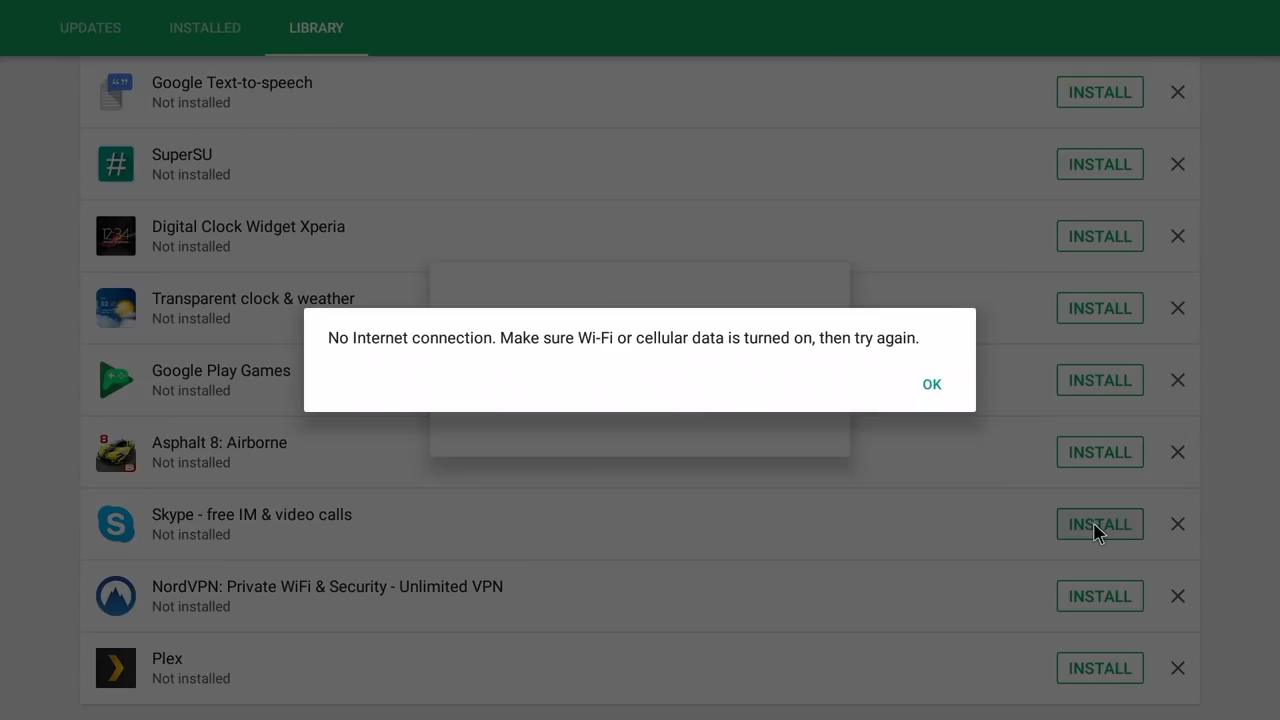 UPDATES INSTALLED LIBRARY
Google Text-to-speech
Not installed
INSTALL
SuperSU
Not installed
INSTALL
Digital Clock Widget Xperia
Not installed
INSTALL
Transparent clock & weather
Not installed
INSTALL
No Internet connection. Make sure Wi-Fi or cellular data is turned on, then try again.
OK
Google Play Games
Not installed
INSTALL
Asphalt 8: Airborne
Not installed
INSTALL
Skype - free IM & video calls
Not installed
INSTALL
NordVPN: Private WiFi & Security - Unlimited VPN
Not installed
INSTALL
Plex
Not installed
INSTALL